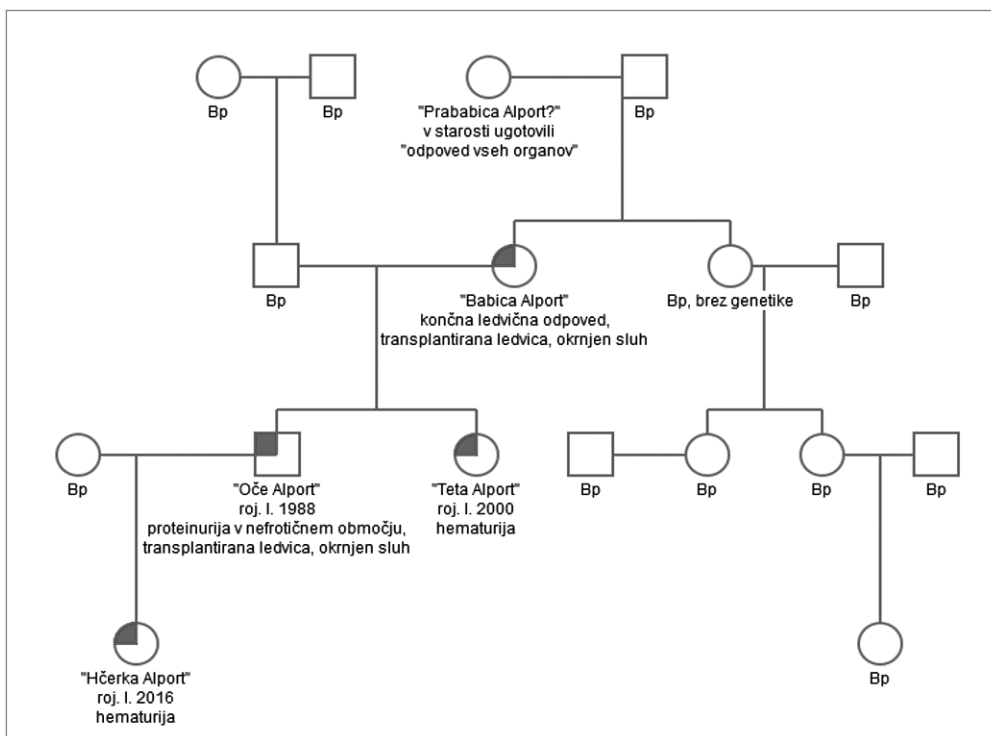 Bp
Bp
"Prababica Alport?"
v starosti ugotovili
"odpoved vseh organov"
Bp
Bp
"Babica Alport"
končna ledvična odpoved,
transplantirana ledvica, okrnjen sluh
Bp, brez genetike
Bp
Bp
"Oče Alport"
roj. l. 1988
proteinurija v nefrotičnem območju,
transplantirana ledvica, okrnjen sluh
"Teta Alport"
roj. l. 2000
hematurija
Bp
Bp
Bp
Bp
"Hčerka Alport"
roj. l. 2016
hematurija
Bp